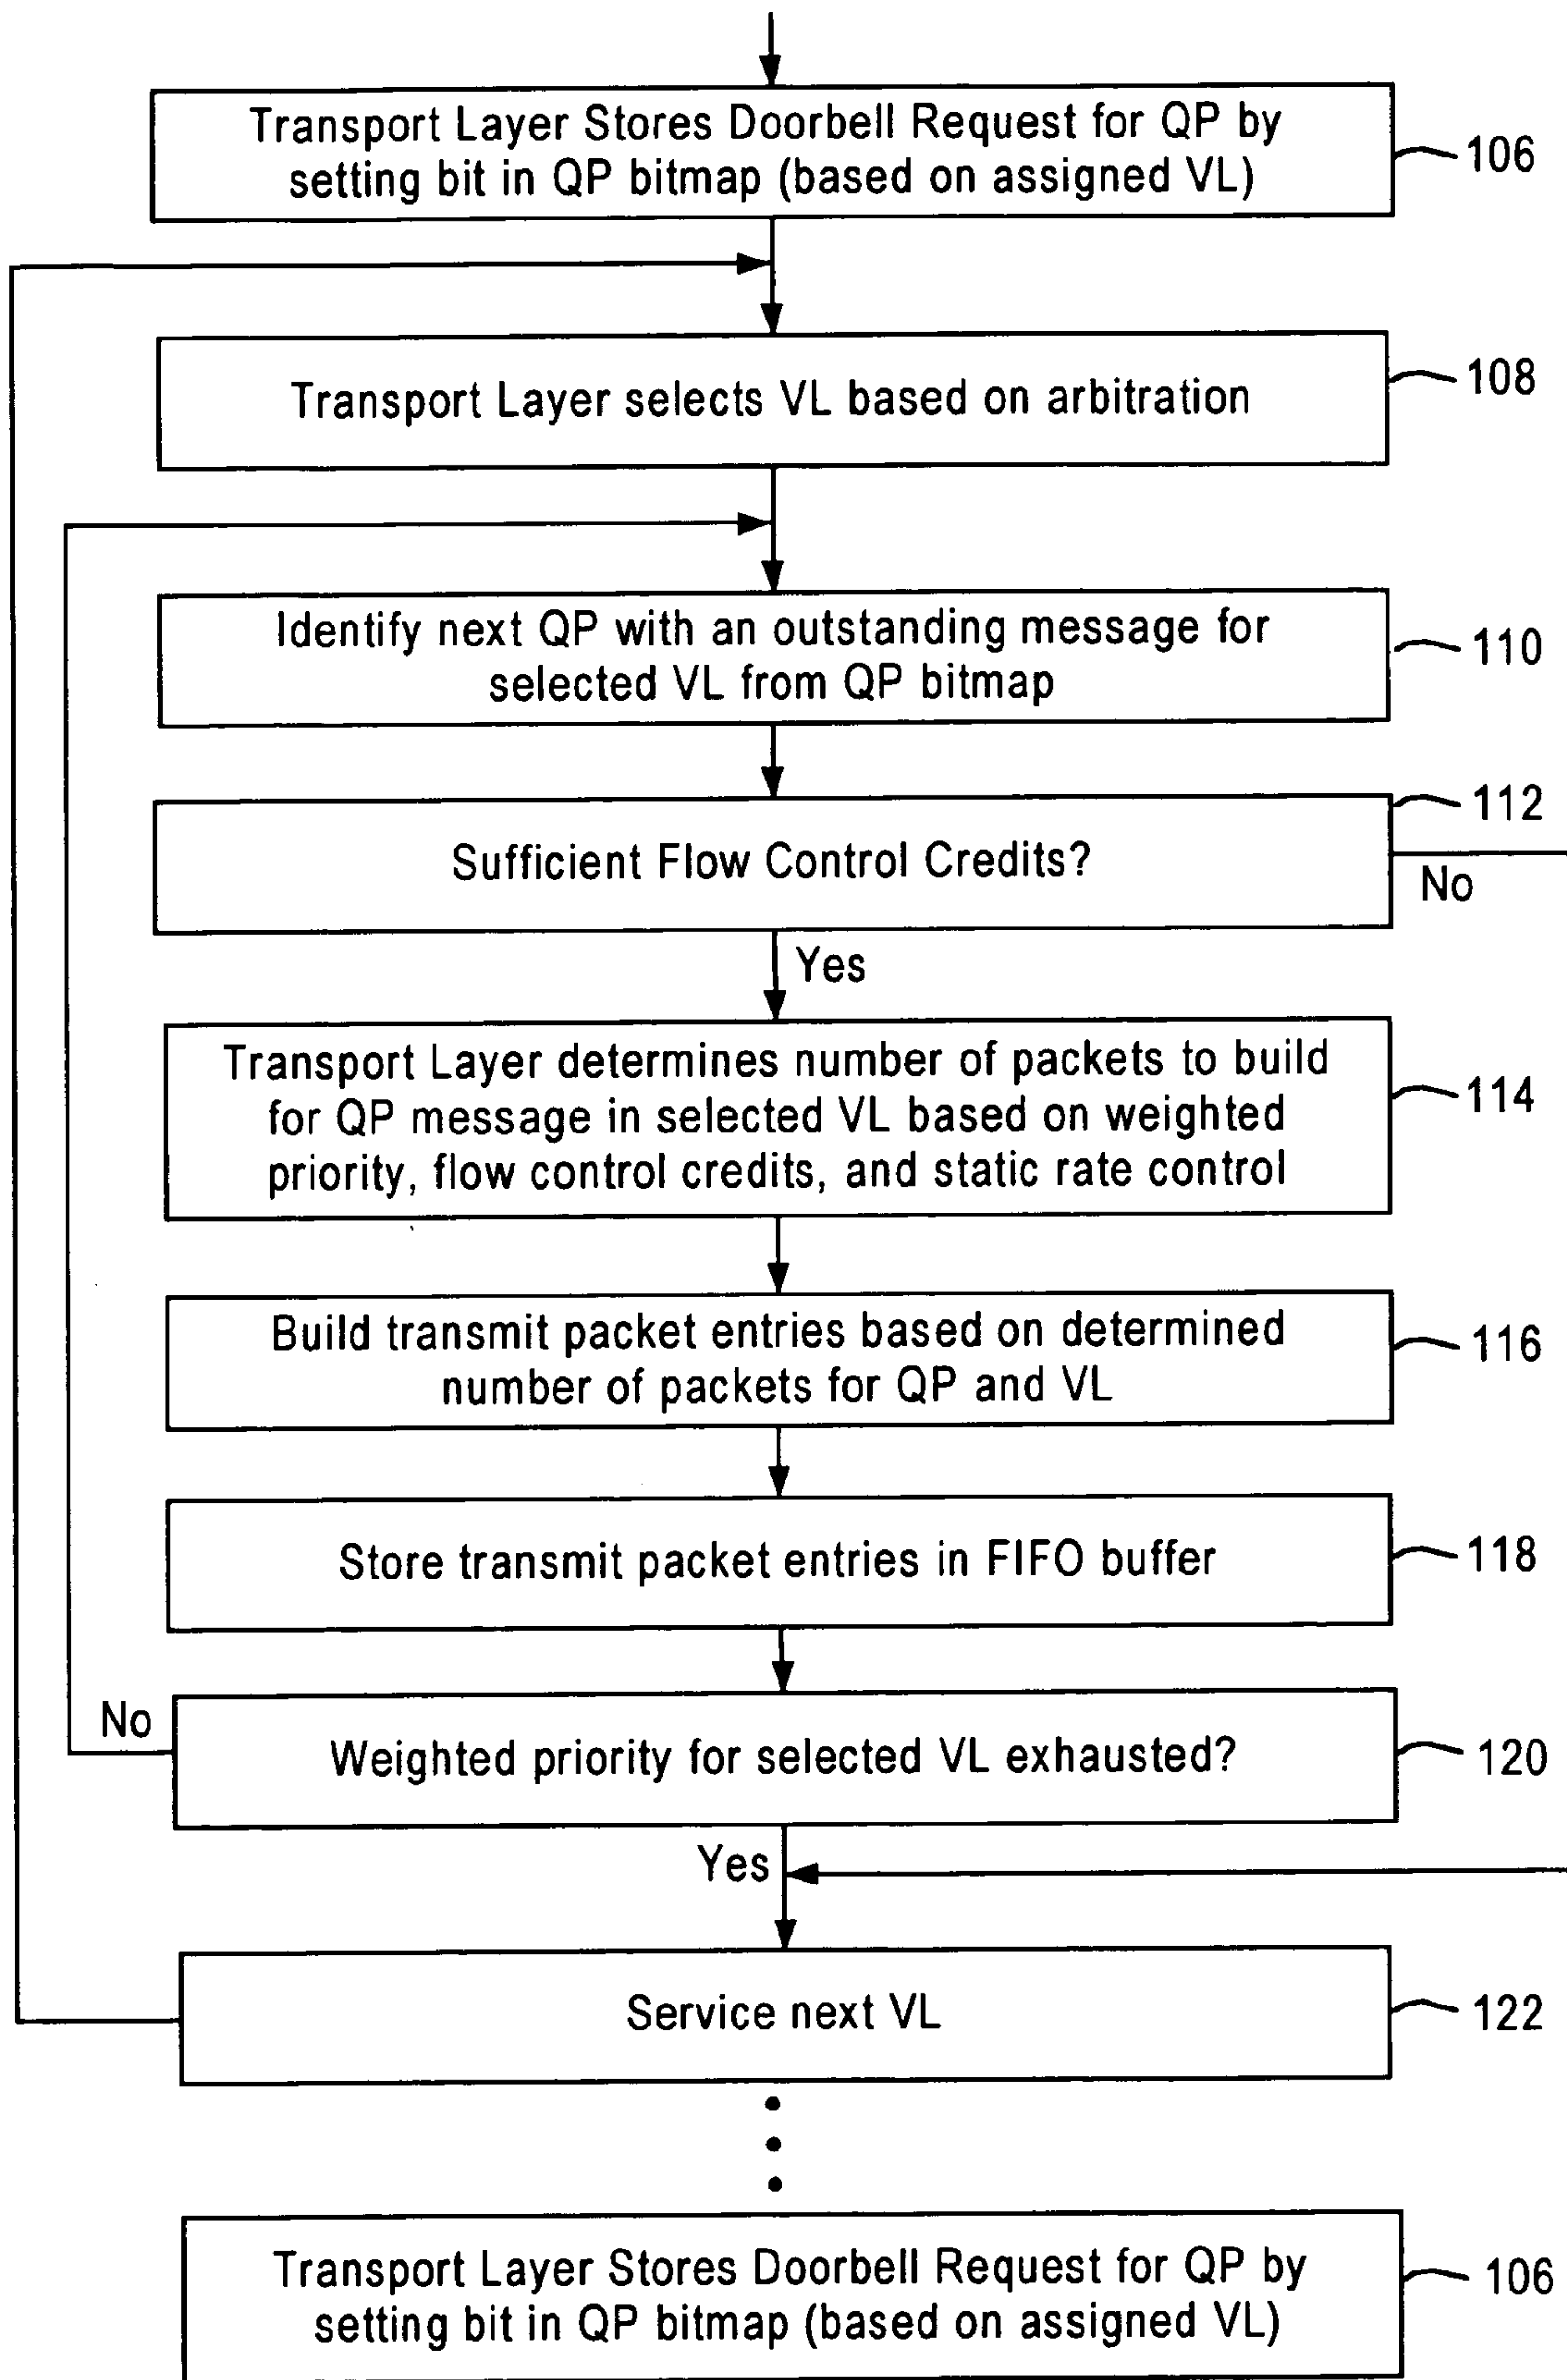 Transport Layer Stores Doorbell Request for QP by
setting bit in QP bitmap (based on assigned VL)
106
Transport Layer selects VL based on arbitration
108
Identify next QP with an outstanding message for
selected VL from QP bitmap
110
112
Sufficient Flow Control Credits?
No
Yes
Transport Layer determines number of packets to build
for QP message in selected VL based on weighted
priority, flow control credits, and static rate control
114
Build transmit packet entries based on determined
number of packets for QP and VL
116
Store transmit packet entries in FIFO buffer
118
No
Weighted priority for selected VL exhausted?
120
Yes
Service next VL
122
Transport Layer Stores Doorbell Request for QP by
setting bit in QP bitmap (based on assigned VL)
106